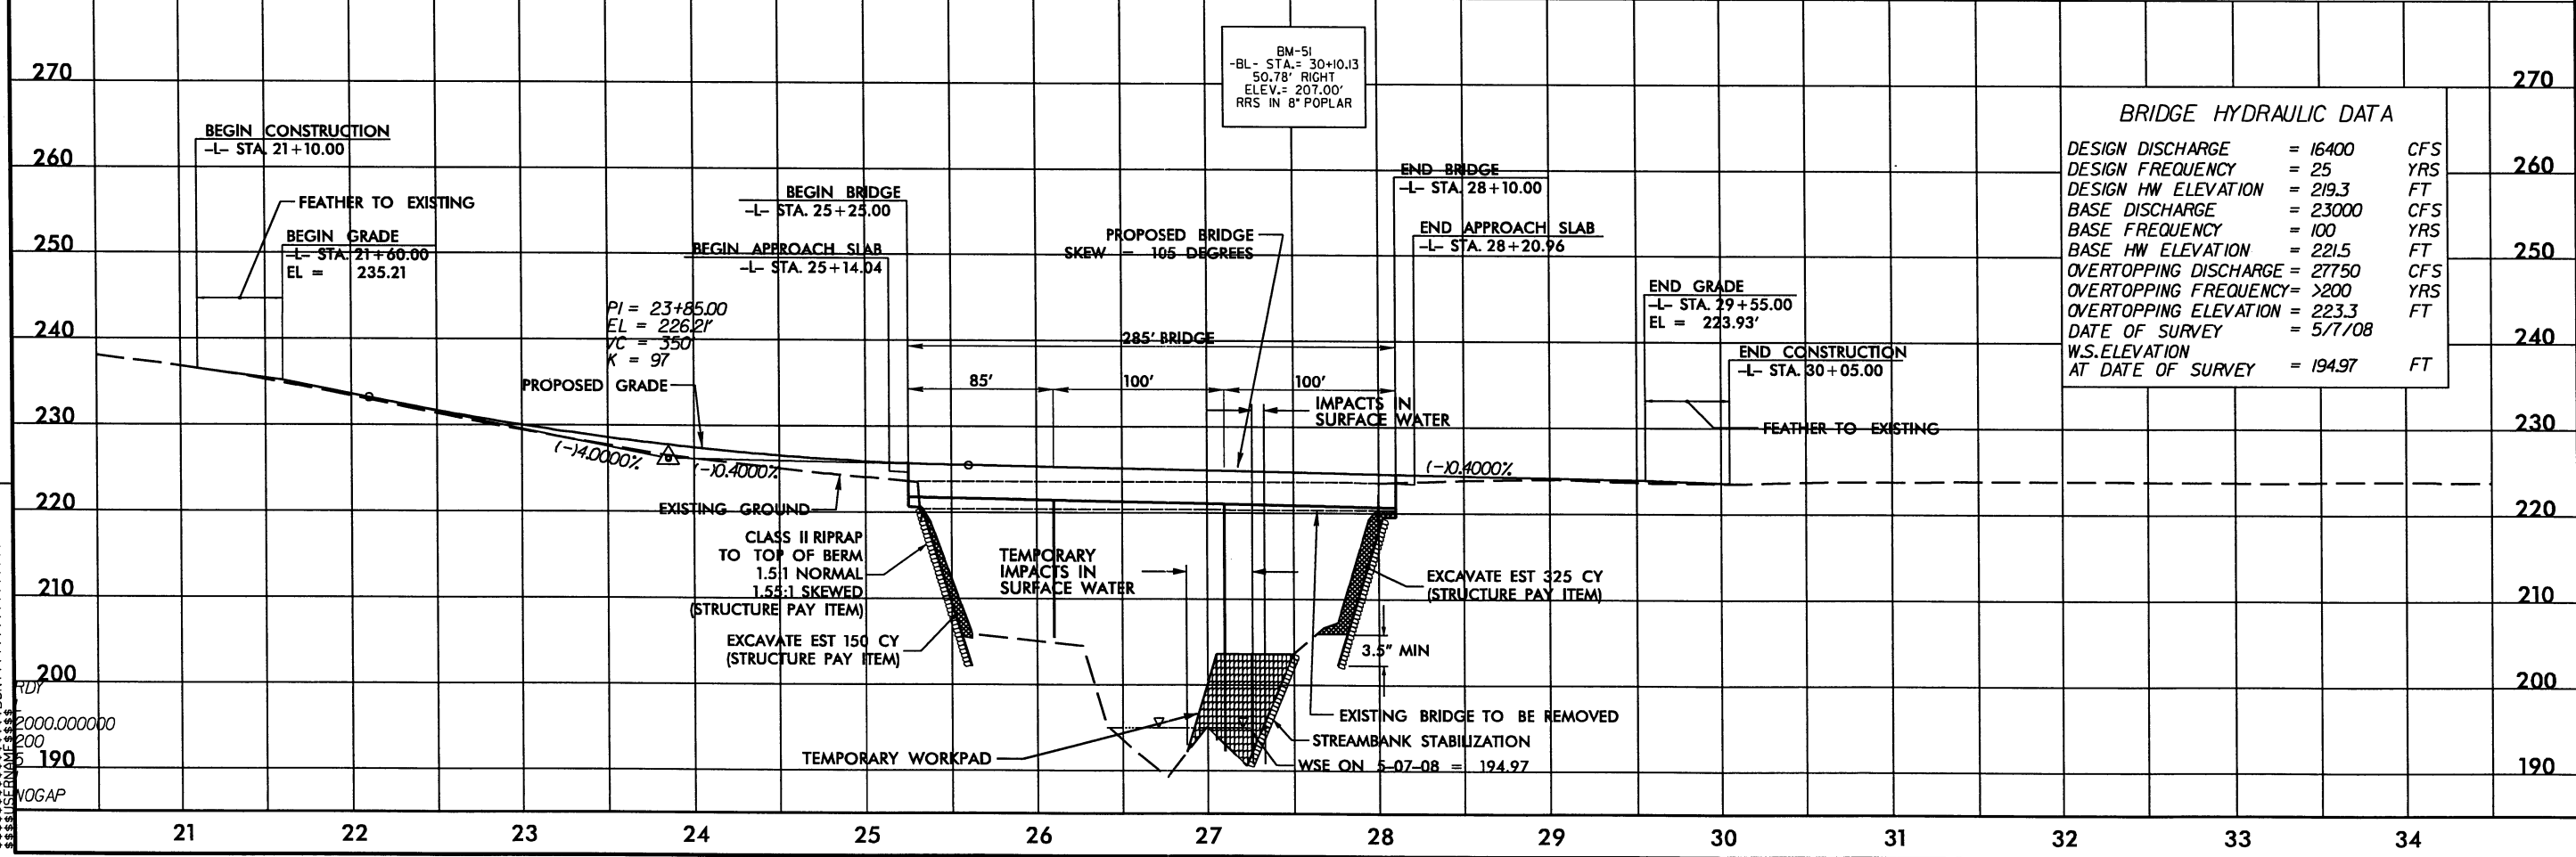 BM-51
-BL- STA.= 30+10.13
50.78' RIGHT
ELEV.= 207.00'
RRS IN 8" POPLAR
270
260
250
240
230
220
210
200
190
270
260
250
240
230
220
210
200
190
BEGIN CONSTRUCTION
-L- STA. 21+10.00
FEATHER TO EXISTING
BEGIN GRADE
-L- STA. 21+60.00
EL = 235.21
PI = 23+85.00
EL = 226.21'
VC = 350'
K = 97
PROPOSED GRADE
(-)4.0000%
(-)0.4000%
EXISTING GROUND
BEGIN BRIDGE
-L- STA. 25+25.00
BEGIN APPROACH SLAB
-L- STA. 25+14.04
PROPOSED BRIDGE
SKEW = 105 DEGREES
285' BRIDGE
85'
100'
100'
IMPACTS IN
SURFACE WATER
END BRIDGE
-L- STA. 28+10.00
END APPROACH SLAB
-L- STA. 28+20.96
END GRADE
-L- STA. 29+55.00
EL = 223.93'
END CONSTRUCTION
-L- STA. 30+05.00
FEATHER TO EXISTING
(-)0.4000%
CLASS II RIPRAP
TO TOP OF BERM
1.5:1 NORMAL
1.55:1 SKEWED
(STRUCTURE PAY ITEM)
EXCAVATE EST 150 CY
(STRUCTURE PAY ITEM)
TEMPORARY
IMPACTS IN
SURFACE WATER
EXCAVATE EST 325 CY
(STRUCTURE PAY ITEM)
3.5" MIN
EXISTING BRIDGE TO BE REMOVED
STREAMBANK STABILIZATION
WSE ON 5-07-08 = 194.97
TEMPORARY WORKPAD
BRIDGE HYDRAULIC DATA
DESIGN DISCHARGE = 16400 CFS
DESIGN FREQUENCY = 25 YRS
DESIGN HW ELEVATION = 219.3 FT
BASE DISCHARGE = 23000 CFS
BASE FREQUENCY = 100 YRS
BASE HW ELEVATION = 221.5 FT
OVERTOPPING DISCHARGE = 27750 CFS
OVERTOPPING FREQUENCY= >200 YRS
OVERTOPPING ELEVATION = 223.3 FT
DATE OF SURVEY = 5/7/08
W.S.ELEVATION
AT DATE OF SURVEY = 194.97 FT
RDY
2000.000000
200
NOGAP
$$$$USERNAME$$$$
21 22 23 24 25 26 27 28 29 30 31 32 33 34